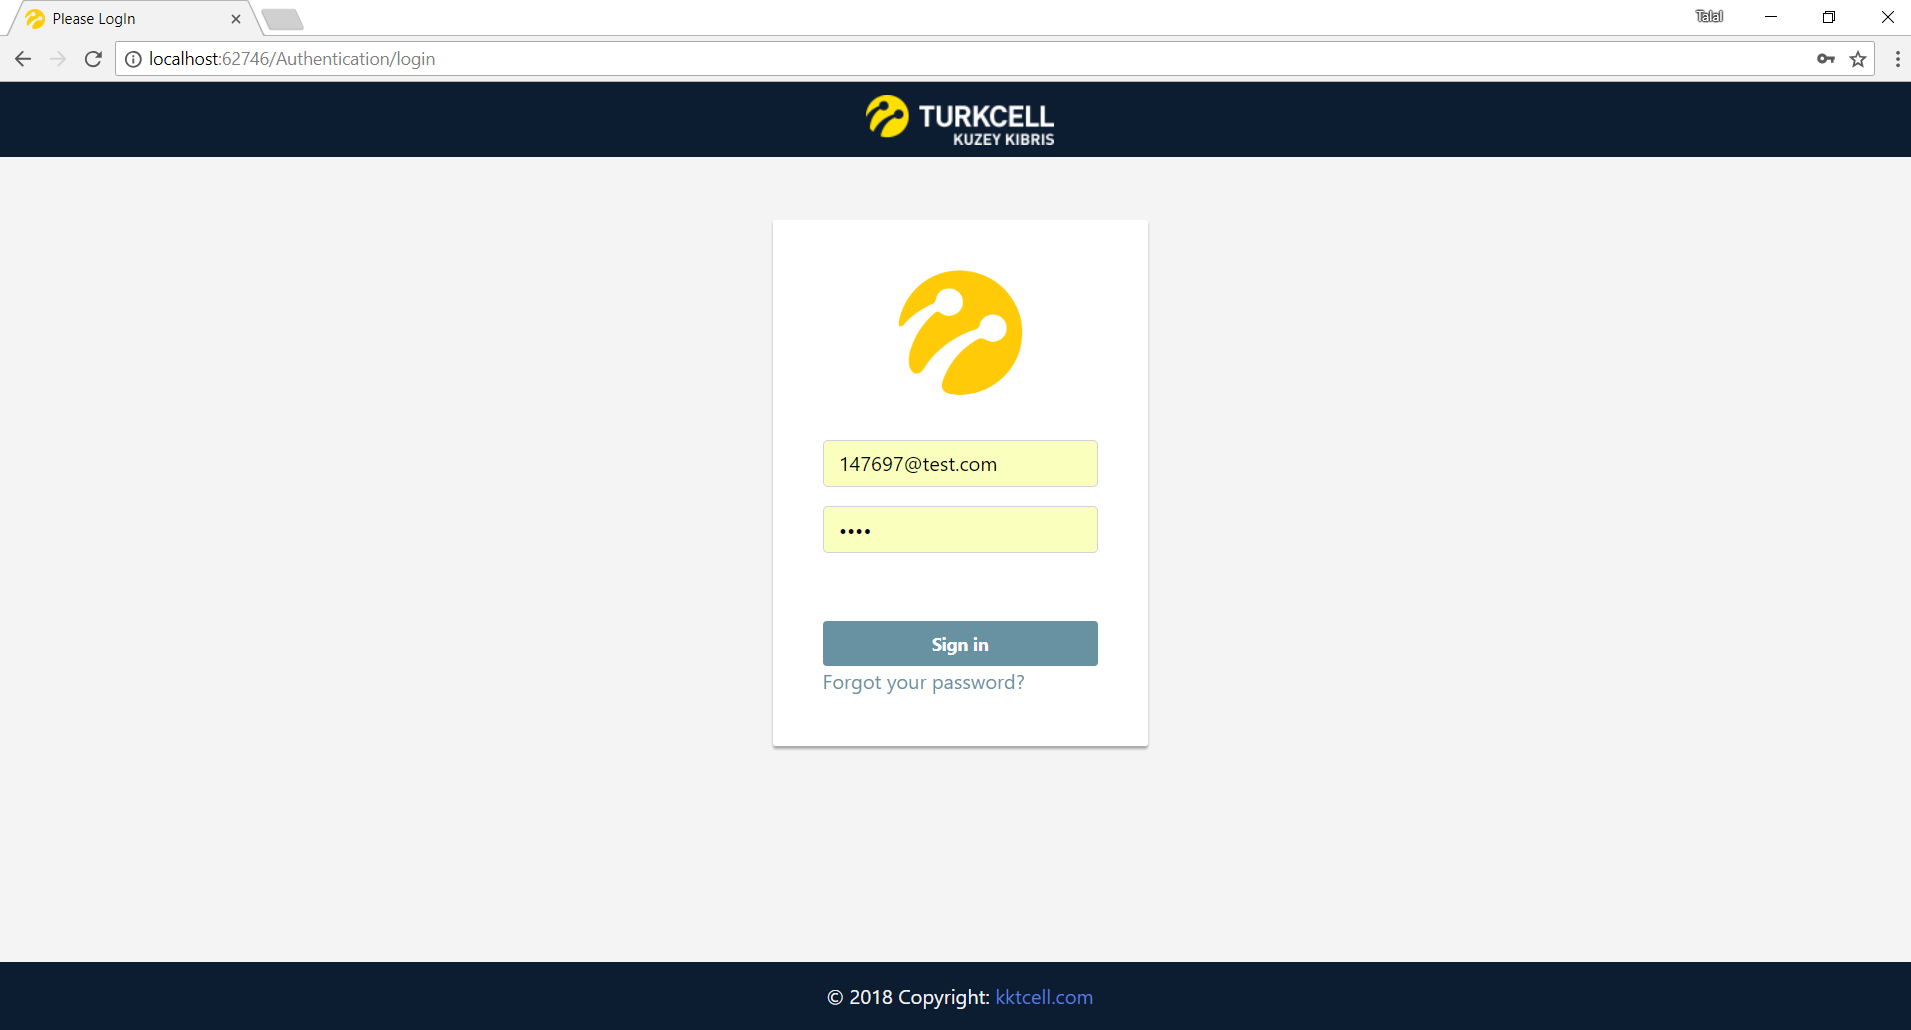 Please LogIn
Talal
localhost:62746/Authentication/login
TURKCELL
KUZEY KIBRIS
147697@test.com
••••
Sign in
Forgot your password?
© 2018 Copyright: kktcell.com